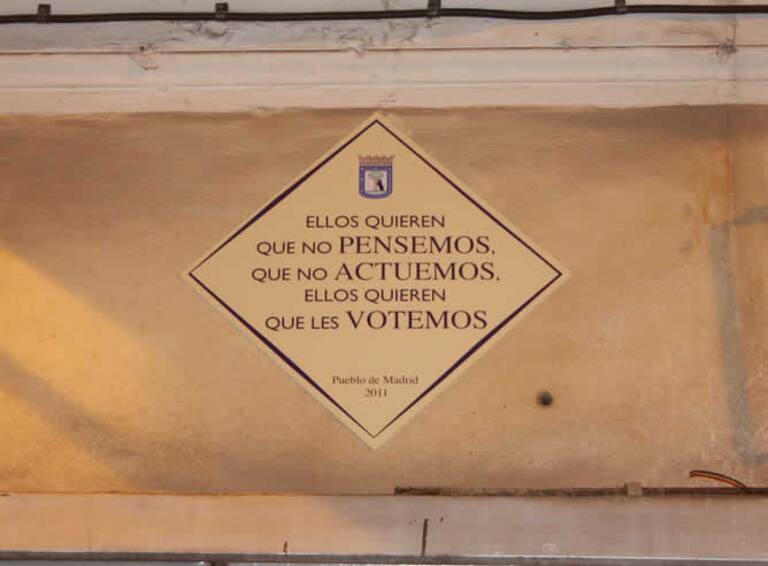 ELLOS QUIEREN
QUE NO PENSEMOS,
QUE NO ACTUEMOS.
ELLOS QUIEREN
QUE LES VOTEMOS
Pueblo de Madrid
2011